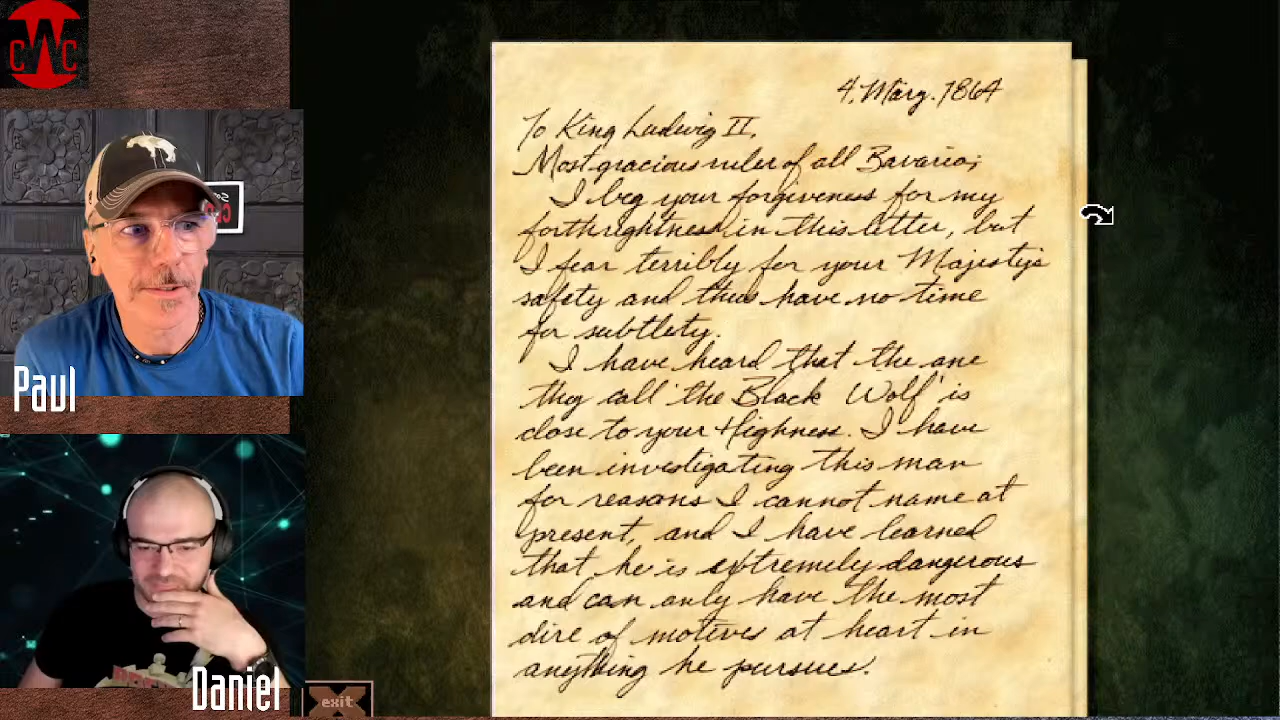 CWC
Paul
Daniel
exit
4. März. 1864
To King Ludwig II,
Most gracious ruler of all Bavaria;
I beg your forgiveness for my
forthrightness in this letter, but
I fear terribly for your Majesty's
safety and thus have no time
for subtlety.
I have heard that the one
they call 'the Black Wolf' is
close to your Highness. I have
been investigating this man
for reasons I cannot name at
present, and I have learned
that he is extremely dangerous
and can only have the most
dire of motives at heart in
anything he pursues.